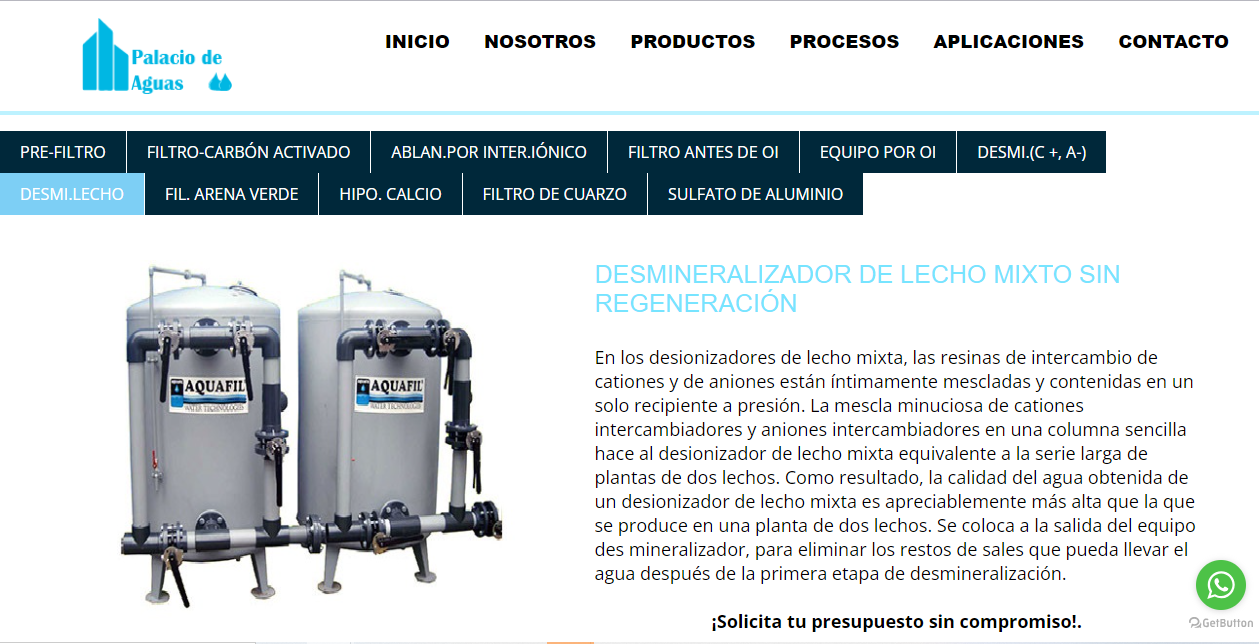 Palacio de
Aguas
INICIO NOSOTROS PRODUCTOS PROCESOS APLICACIONES CONTACTO
PRE-FILTRO FILTRO-CARBÓN ACTIVADO ABLAN.POR INTER.IÓNICO FILTRO ANTES DE OI EQUIPO POR OI DESMI.(C +, A-)
DESMI.LECHO FIL. ARENA VERDE HIPO. CALCIO FILTRO DE CUARZO SULFATO DE ALUMINIO
AQUAFIL AQUAFIL
WATER TECHNOLOGIES WATER TECHNOLOGIES
DESMINERALIZADOR DE LECHO MIXTO SIN
REGENERACIÓN
En los desionizadores de lecho mixta, las resinas de intercambio de
cationes y de aniones están íntimamente mescladas y contenidas en un
solo recipiente a presión. La mescla minuciosa de cationes
intercambiadores y aniones intercambiadores en una columna sencilla
hace al desionizador de lecho mixta equivalente a la serie larga de
plantas de dos lechos. Como resultado, la calidad del agua obtenida de
un desionizador de lecho mixta es apreciablemente más alta que la que
se produce en una planta de dos lechos. Se coloca a la salida del equipo
des mineralizador, para eliminar los restos de sales que pueda llevar el
agua después de la primera etapa de desmineralización.
¡Solicita tu presupuesto sin compromiso!.
GetButton